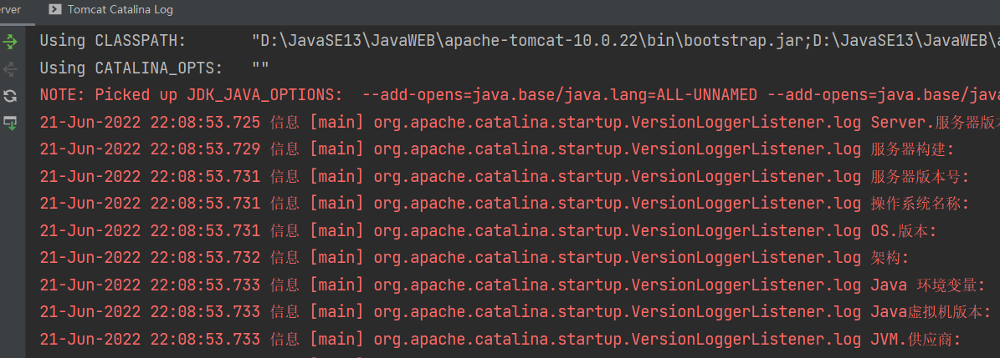 erver Tomcat Catalina Log
Using CLASSPATH: "D:\JavaSE13\JavaWEB\apache-tomcat-10.0.22\bin\bootstrap.jar;D:\JavaSE13\JavaWEB\a
Using CATALINA_OPTS: ""
NOTE: Picked up JDK_JAVA_OPTIONS: --add-opens=java.base/java.lang=ALL-UNNAMED --add-opens=java.base/java
21-Jun-2022 22:08:53.725 信息 [main] org.apache.catalina.startup.VersionLoggerListener.log Server.服务器版本
21-Jun-2022 22:08:53.729 信息 [main] org.apache.catalina.startup.VersionLoggerListener.log 服务器构建:
21-Jun-2022 22:08:53.731 信息 [main] org.apache.catalina.startup.VersionLoggerListener.log 服务器版本号:
21-Jun-2022 22:08:53.731 信息 [main] org.apache.catalina.startup.VersionLoggerListener.log 操作系统名称:
21-Jun-2022 22:08:53.731 信息 [main] org.apache.catalina.startup.VersionLoggerListener.log OS.版本:
21-Jun-2022 22:08:53.732 信息 [main] org.apache.catalina.startup.VersionLoggerListener.log 架构:
21-Jun-2022 22:08:53.733 信息 [main] org.apache.catalina.startup.VersionLoggerListener.log Java 环境变量:
21-Jun-2022 22:08:53.733 信息 [main] org.apache.catalina.startup.VersionLoggerListener.log Java虚拟机版本:
21-Jun-2022 22:08:53.733 信息 [main] org.apache.catalina.startup.VersionLoggerListener.log JVM.供应商: